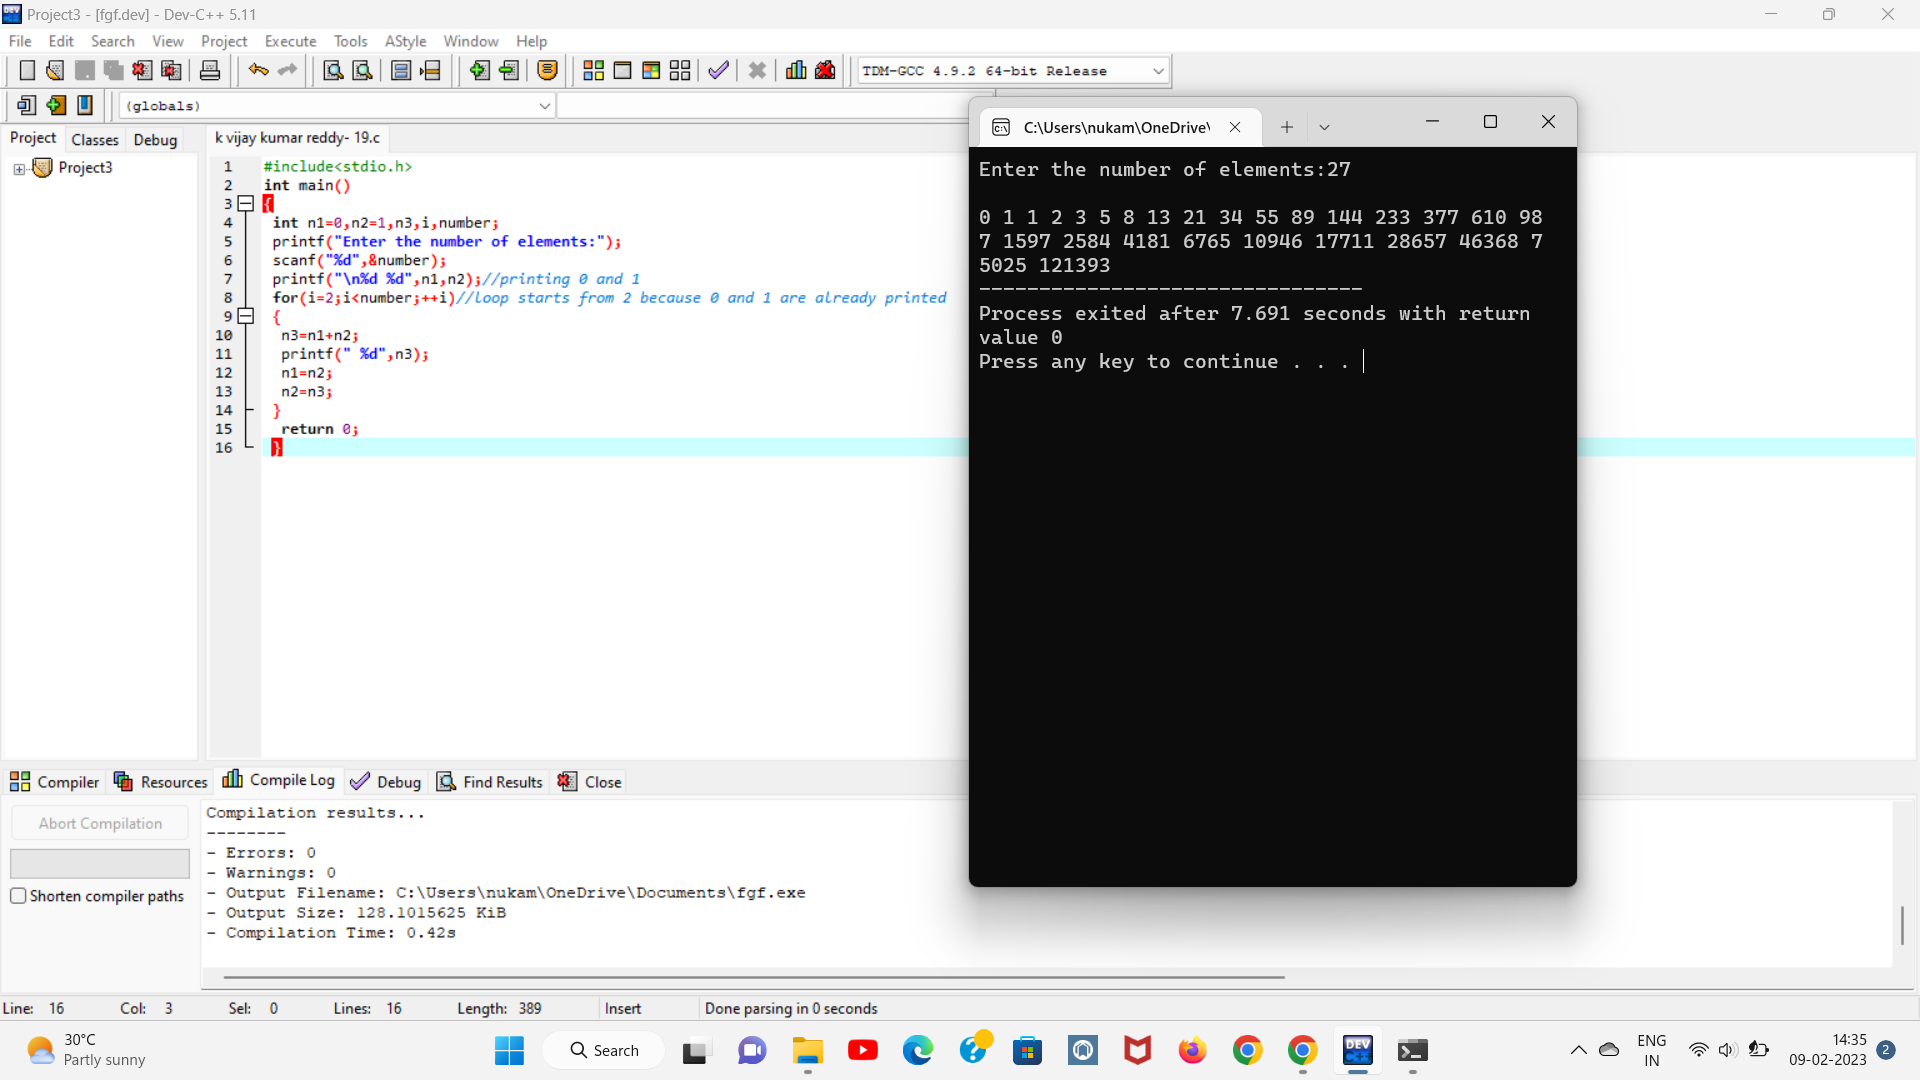 Project3 - [fgf.dev] - Dev-C++ 5.11
File Edit Search View Project Execute Tools AStyle Window Help
TDM-GCC 4.9.2 64-bit Release
(globals)
Project Classes Debug
Project3
k vijay kumar reddy- 19.c
1 #include<stdio.h>
2 int main()
3 {
4 int n1=0,n2=1,n3,i,number;
5 printf("Enter the number of elements:");
6 scanf("%d",&number);
7 printf("\n%d %d",n1,n2);//printing 0 and 1
8 for(i=2;i<number;++i)//loop starts from 2 because 0 and 1 are already printed
9 {
10 n3=n1+n2;
11 printf(" %d",n3);
12 n1=n2;
13 n2=n3;
14 }
15 return 0;
16 }
C:\Users\nukam\OneDrive\
Enter the number of elements:27
0 1 1 2 3 5 8 13 21 34 55 89 144 233 377 610 98
7 1597 2584 4181 6765 10946 17711 28657 46368 7
5025 121393
--------------------------------
Process exited after 7.691 seconds with return
value 0
Press any key to continue . . .
Compiler Resources Compile Log Debug Find Results Close
Abort Compilation
Shorten compiler paths
Compilation results...
--------
- Errors: 0
- Warnings: 0
- Output Filename: C:\Users\nukam\OneDrive\Documents\fgf.exe
- Output Size: 128.1015625 KiB
- Compilation Time: 0.42s
Line: 16 Col: 3 Sel: 0 Lines: 16 Length: 389 Insert Done parsing in 0 seconds
30°C
Partly sunny
Search
DEV
ENG
IN
14:35
09-02-2023
2